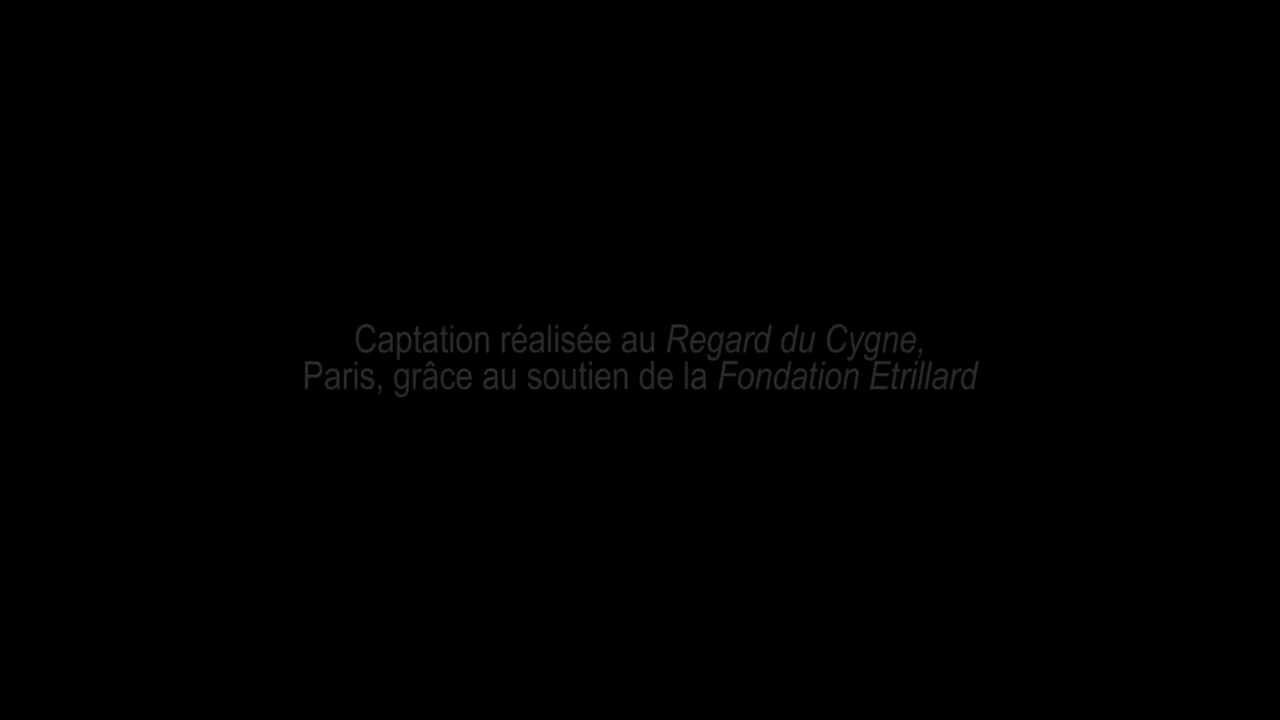 Captation réalisée au Regard du Cygne,
Paris, grâce au soutien de la Fondation Etrillard